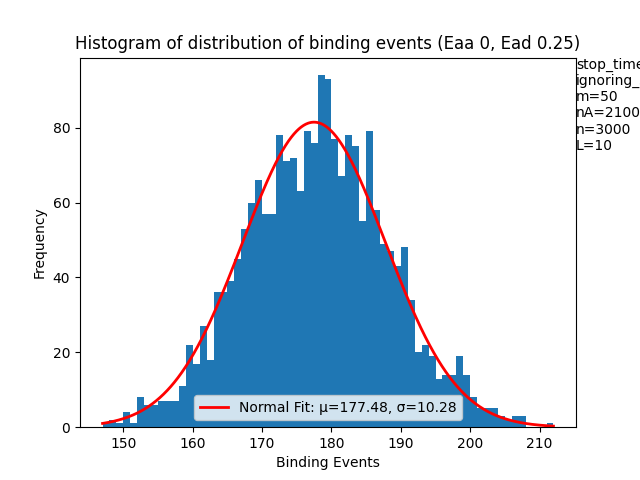 Histogram of distribution of binding events (Eaa 0, Ead 0.25)
stop_time
ignoring_
m=50
nA=2100
n=3000
L=10
Frequency
80
60
40
20
0
Normal Fit: μ=177.48, σ=10.28
150 160 170 180 190 200 210
Binding Events